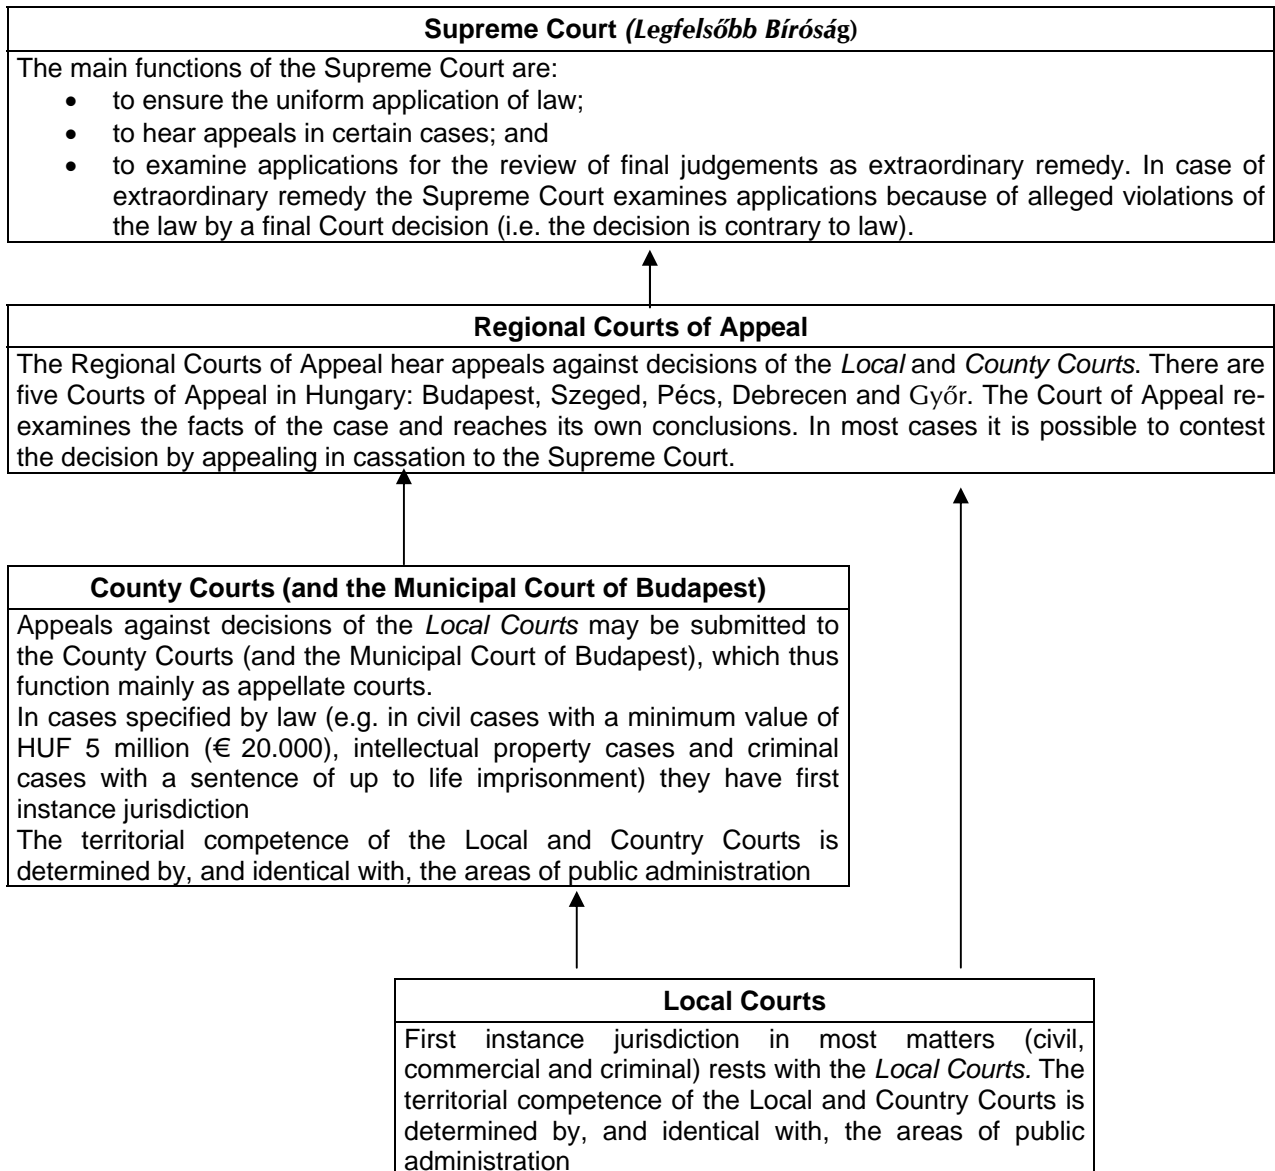 Supreme Court (Legfelsőbb Bíróság)
The main functions of the Supreme Court are:
• to ensure the uniform application of law;
• to hear appeals in certain cases; and
• to examine applications for the review of final judgements as extraordinary remedy. In case of
extraordinary remedy the Supreme Court examines applications because of alleged violations of
the law by a final Court decision (i.e. the decision is contrary to law).
Regional Courts of Appeal
The Regional Courts of Appeal hear appeals against decisions of the Local and County Courts. There are
five Courts of Appeal in Hungary: Budapest, Szeged, Pécs, Debrecen and Győr. The Court of Appeal re-
examines the facts of the case and reaches its own conclusions. In most cases it is possible to contest
the decision by appealing in cassation to the Supreme Court.
County Courts (and the Municipal Court of Budapest)
Appeals against decisions of the Local Courts may be submitted to
the County Courts (and the Municipal Court of Budapest), which thus
function mainly as appellate courts.
In cases specified by law (e.g. in civil cases with a minimum value of
HUF 5 million (€ 20.000), intellectual property cases and criminal
cases with a sentence of up to life imprisonment) they have first
instance jurisdiction
The territorial competence of the Local and Country Courts is
determined by, and identical with, the areas of public administration
Local Courts
First instance jurisdiction in most matters (civil,
commercial and criminal) rests with the Local Courts. The
territorial competence of the Local and Country Courts is
determined by, and identical with, the areas of public
administration